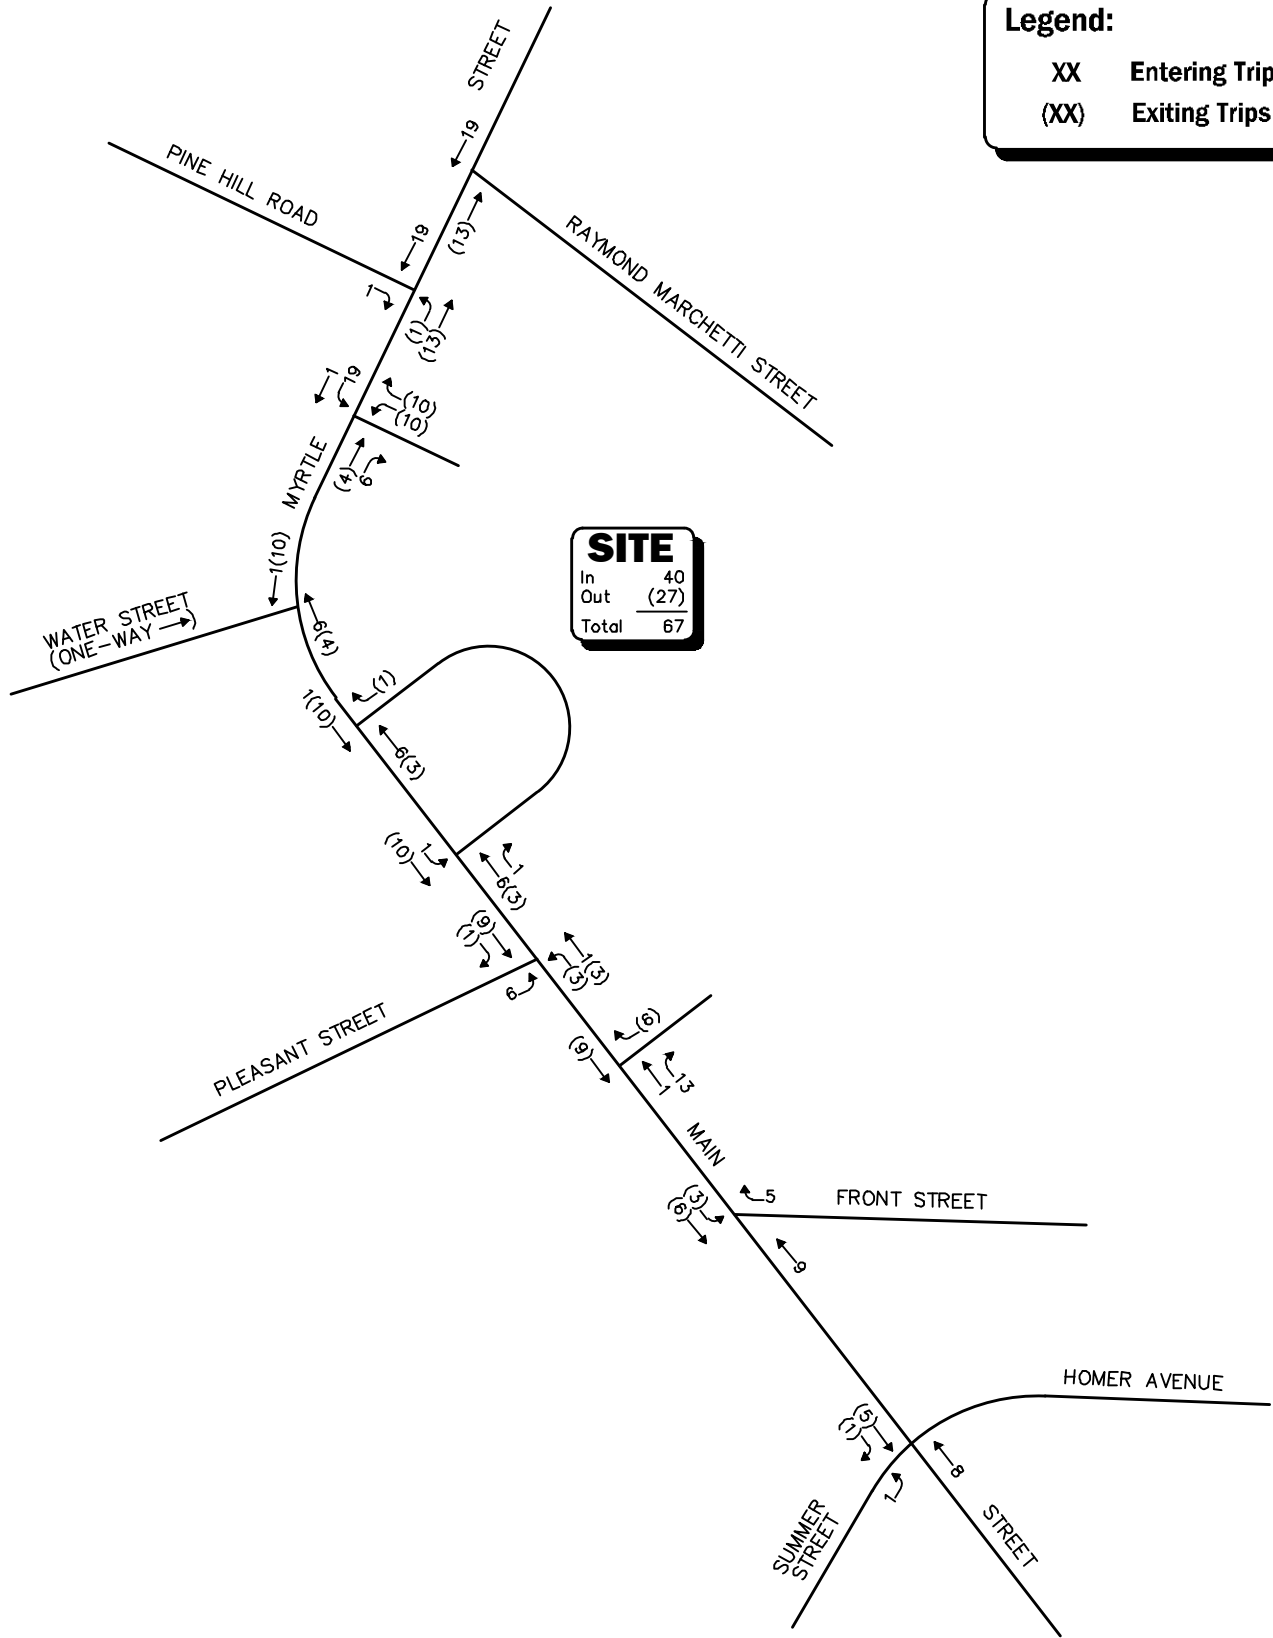 Legend:
XX Entering Trip
(XX) Exiting Trips
STREET
19
PINE HILL ROAD
19
(13)
RAYMOND MARCHETTI STREET
1
(1)
(13)
1
19
(10)
(10)
MYRTLE
(4)
6
1(10)
SITE
In 40
Out (27)
Total 67
WATER STREET
(ONE-WAY →)
6(4)
(1)
1(10)
6(3)
(10)
1
1
6(3)
(9)
(1)
1(3)
(3)
6
PLEASANT STREET
(6)
(9)
13
1
MAIN
(3)
(6)
5
FRONT STREET
9
HOMER AVENUE
(5)
(1)
8
1
SUMMER
STREET
STREET